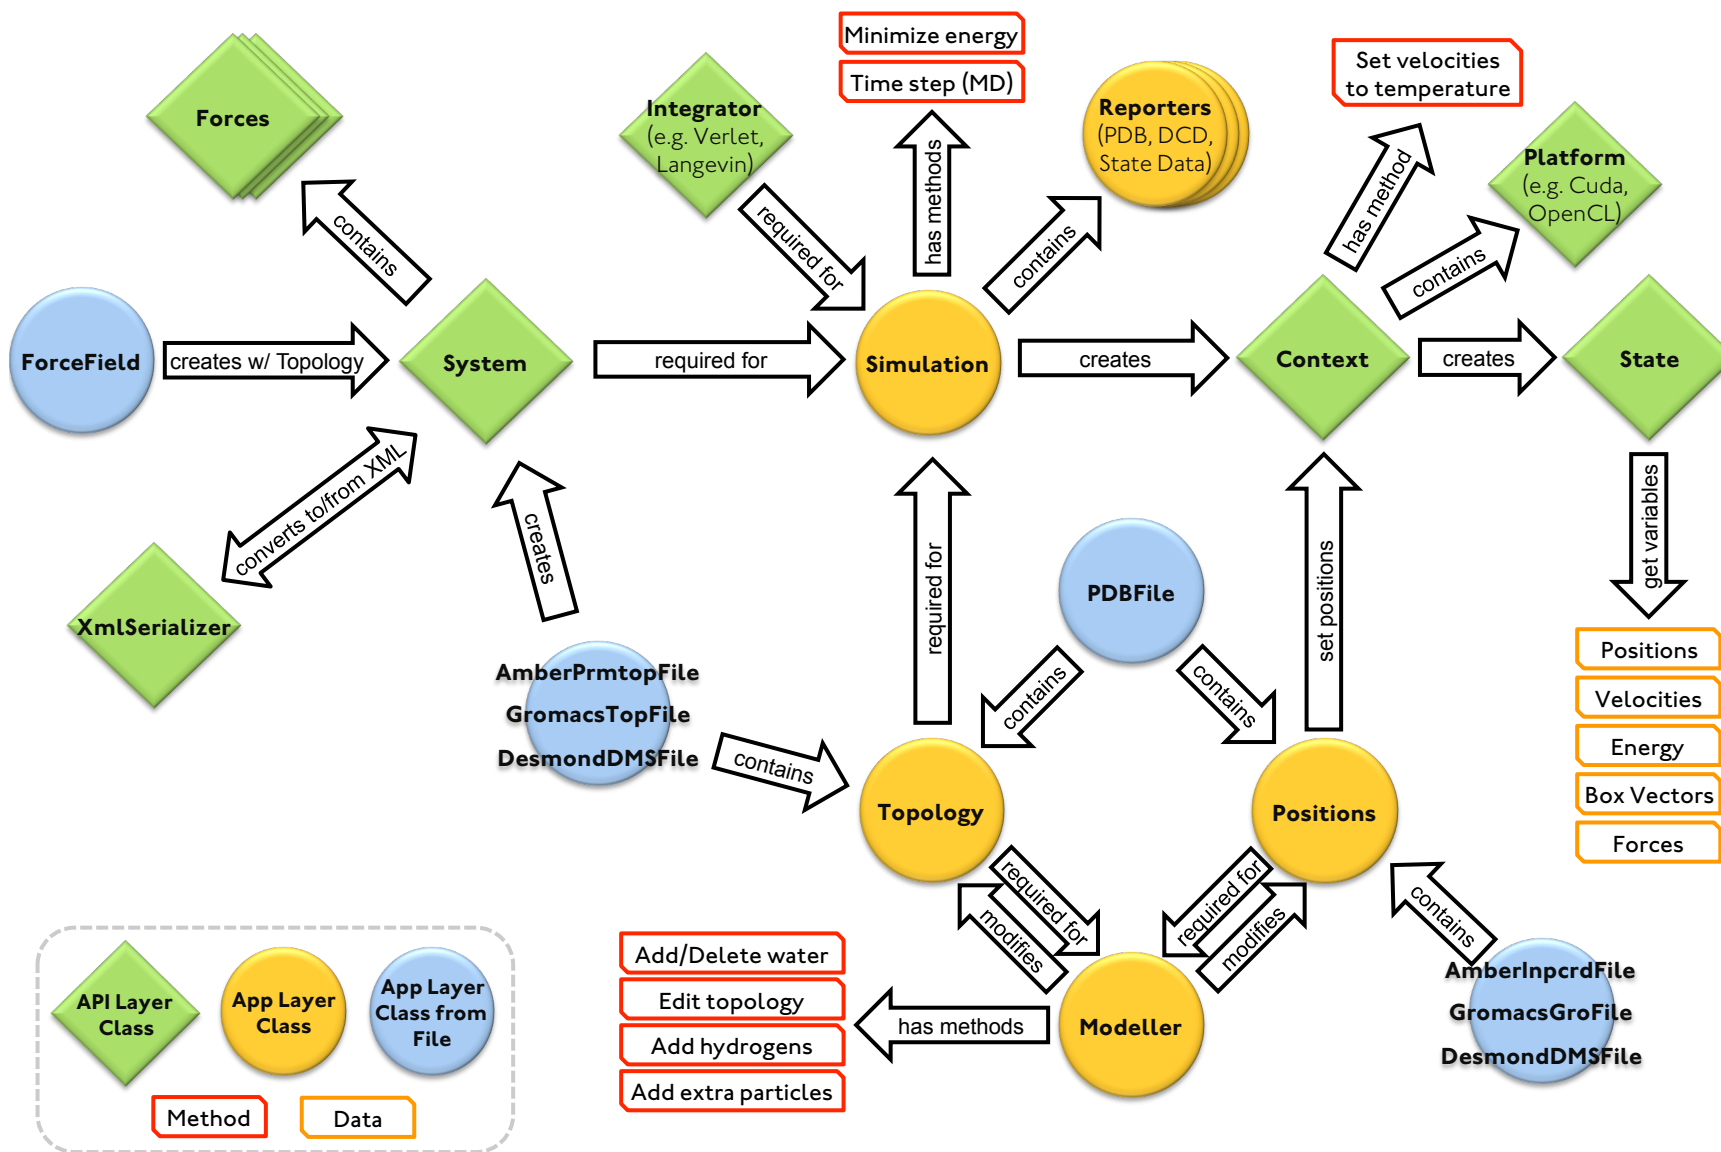 Minimize energy
Time step (MD)
Set velocities
to temperature
Forces
Integrator
(e.g. Verlet,
Langevin)
has methods
Reporters
(PDB, DCD,
State Data)
has method
Platform
(e.g. Cuda,
OpenCL)
contains
required for
contains
contains
ForceField
creates w/ Topology
System
required for
Simulation
creates
Context
creates
State
converts to/from XML
creates
required for
PDBFile
set positions
get variables
XmlSerializer
AmberPrmtopFile
GromacsTopFile
DesmondDMSFile
contains
contains
contains
Positions
Velocities
Energy
Box Vectors
Forces
Topology
Positions
required for
modifies
required for
modifies
contains
Add/Delete water
Edit topology
Add hydrogens
Add extra particles
has methods
Modeller
AmberInpcrdFile
GromacsGroFile
DesmondDMSFile
API Layer
Class
App Layer
Class
App Layer
Class from
File
Method
Data